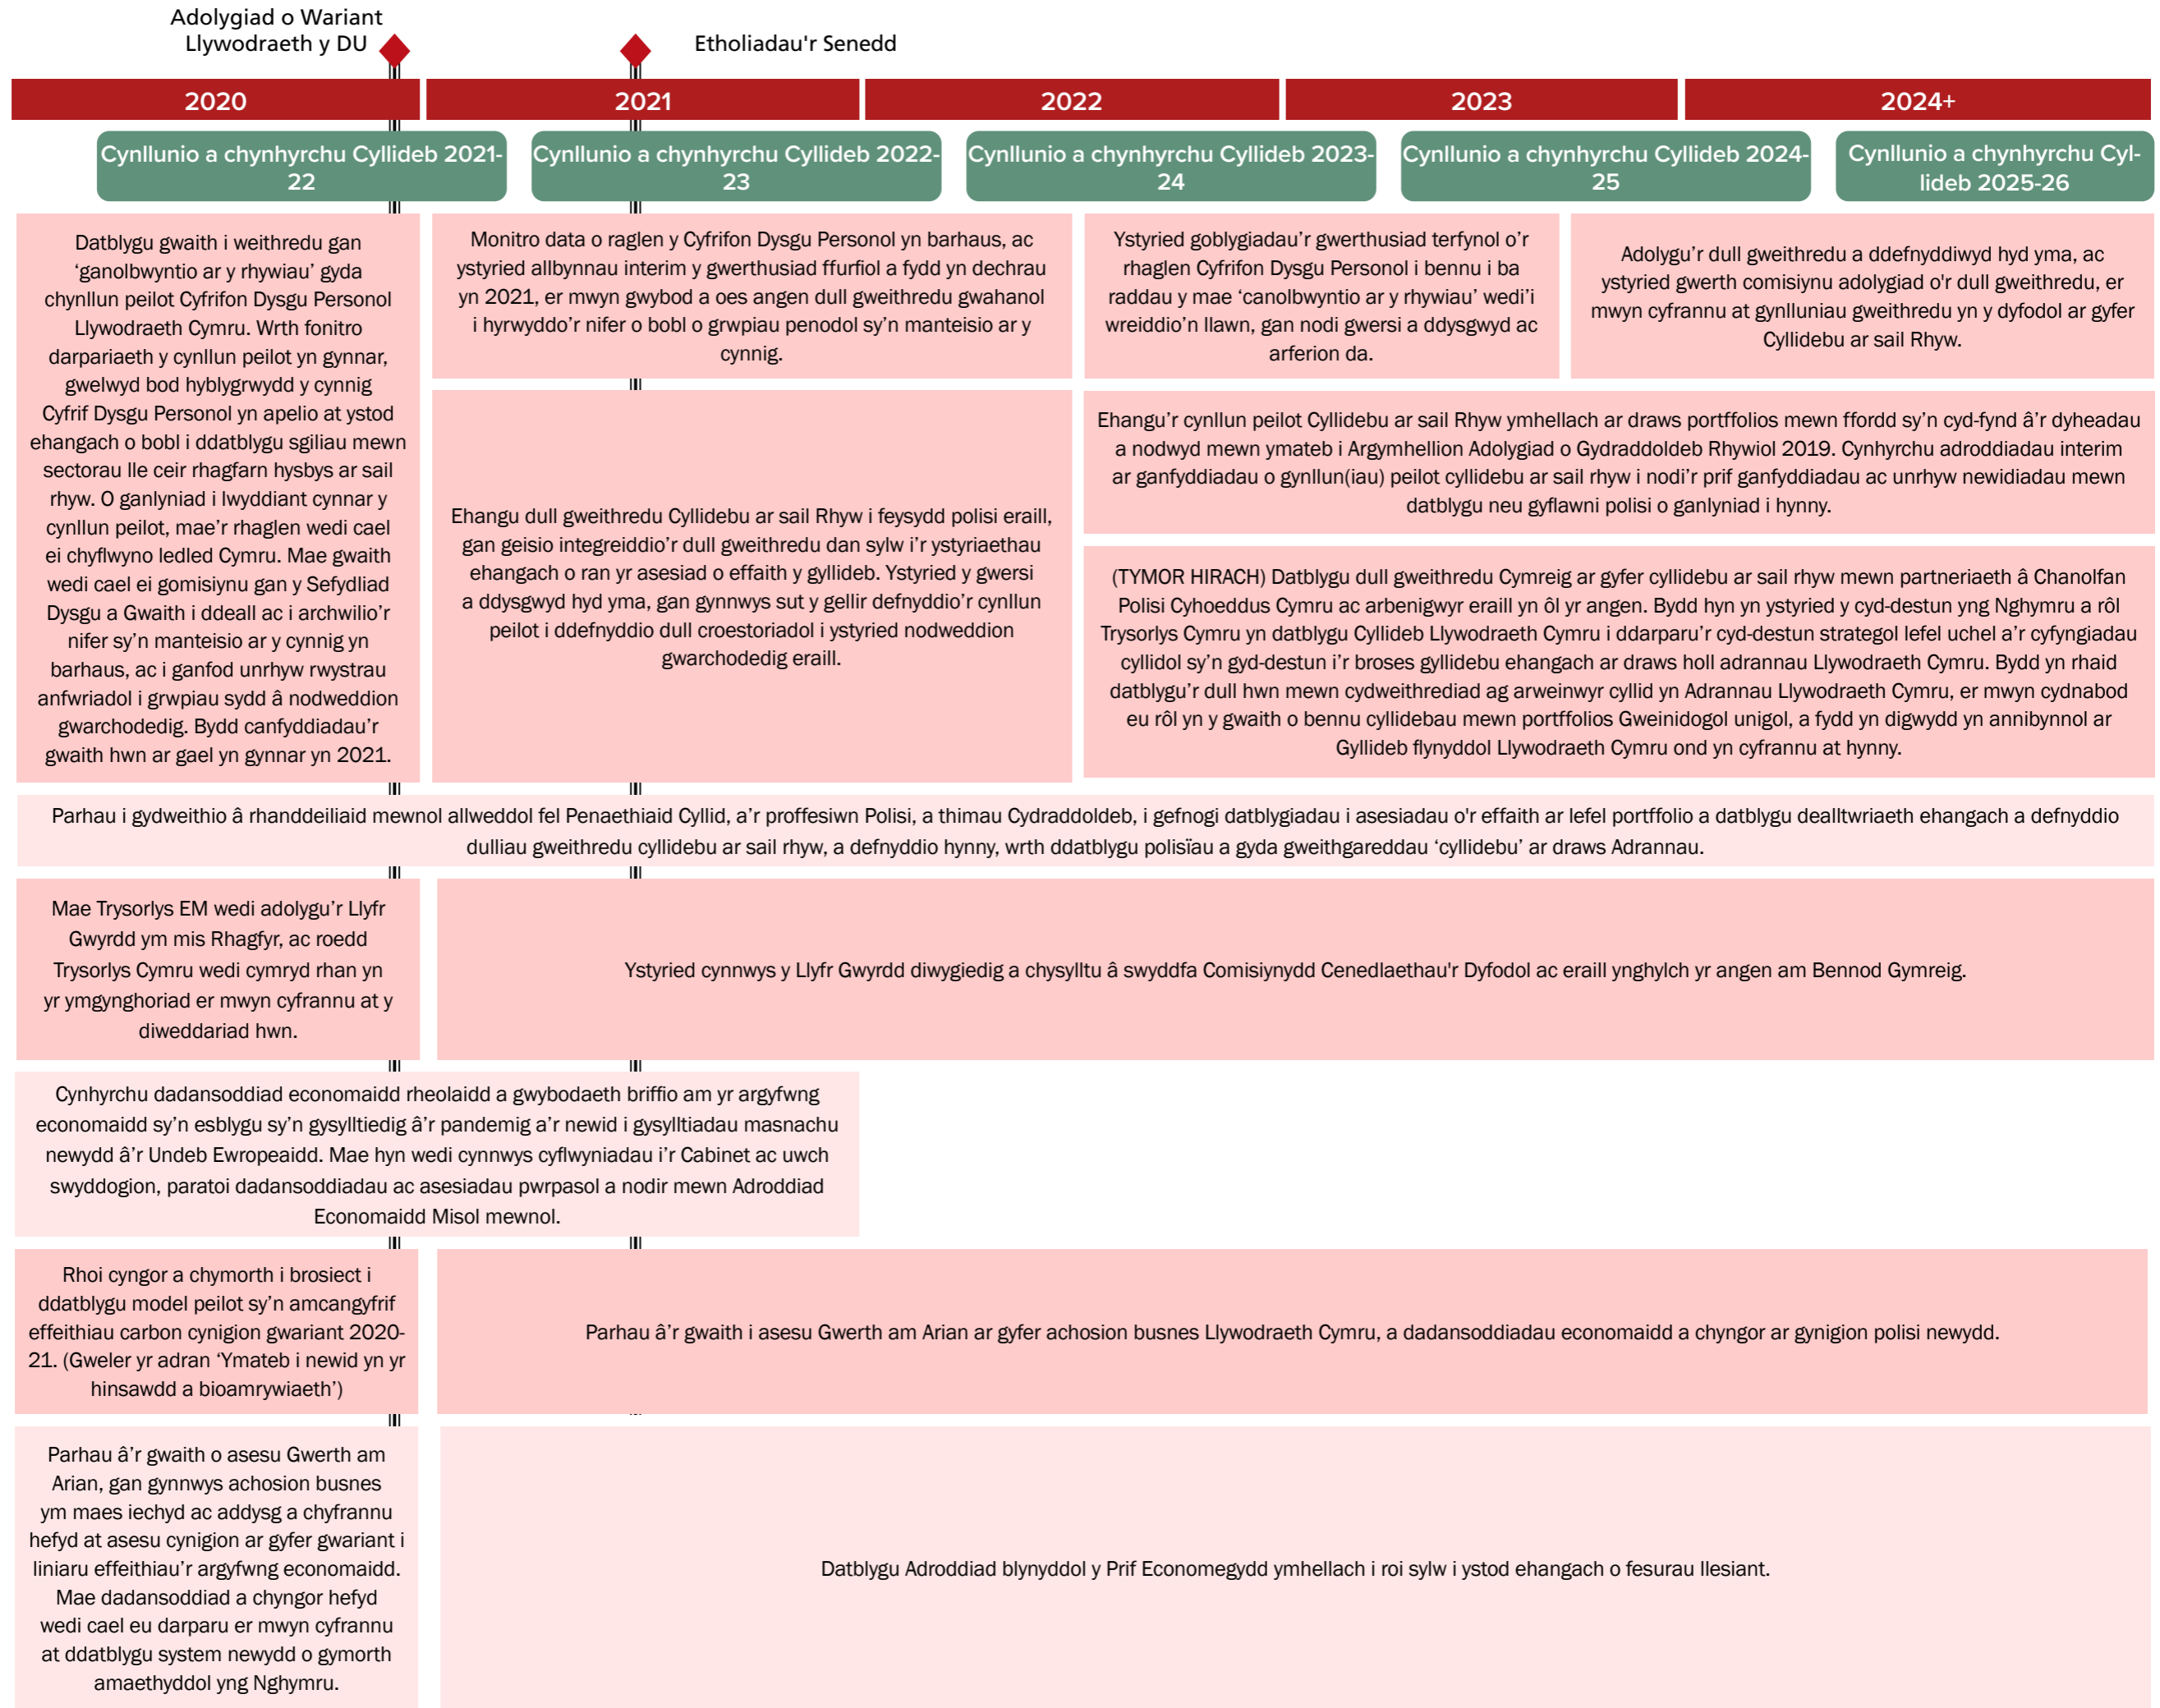 Adolygiad o Wariant
Llywodraeth y DU
Etholiadau'r Senedd
2020
2021
2022
2023
2024+
Cynllunio a chynhyrchu Cyllideb 2021-
22
Cynllunio a chynhyrchu Cyllideb 2022-
23
Cynllunio a chynhyrchu Cyllideb 2023-
24
Cynllunio a chynhyrchu Cyllideb 2024-
25
Cynllunio a chynhyrchu Cyl-
lideb 2025-26
Datblygu gwaith i weithredu gan
‘ganolbwyntio ar y rhywiau’ gyda
chynllun peilot Cyfrifon Dysgu Personol
Llywodraeth Cymru. Wrth fonitro
darpariaeth y cynllun peilot yn gynnar,
gwelwyd bod hyblygrwydd y cynnig
Cyfrif Dysgu Personol yn apelio at ystod
ehangach o bobl i ddatblygu sgiliau mewn
sectorau lle ceir rhagfarn hysbys ar sail
rhyw. O ganlyniad i lwyddiant cynnar y
cynllun peilot, mae’r rhaglen wedi cael
ei chyflwyno ledled Cymru. Mae gwaith
wedi cael ei gomisiynu gan y Sefydliad
Dysgu a Gwaith i ddeall ac i archwilio’r
nifer sy’n manteisio ar y cynnig yn
barhaus, ac i ganfod unrhyw rwystrau
anfwriadol i grwpiau sydd â nodweddion
gwarchodedig. Bydd canfyddiadau’r
gwaith hwn ar gael yn gynnar yn 2021.
Monitro data o raglen y Cyfrifon Dysgu Personol yn barhaus, ac
ystyried allbynnau interim y gwerthusiad ffurfiol a fydd yn dechrau
yn 2021, er mwyn gwybod a oes angen dull gweithredu gwahanol
i hyrwyddo’r nifer o bobl o grwpiau penodol sy’n manteisio ar y
cynnig.
Ystyried goblygiadau’r gwerthusiad terfynol o’r
rhaglen Cyfrifon Dysgu Personol i bennu i ba
raddau y mae ‘canolbwyntio ar y rhywiau’ wedi’i
wreiddio’n llawn, gan nodi gwersi a ddysgwyd ac
arferion da.
Adolygu’r dull gweithredu a ddefnyddiwyd hyd yma, ac
ystyried gwerth comisiynu adolygiad o'r dull gweithredu, er
mwyn cyfrannu at gynlluniau gweithredu yn y dyfodol ar gyfer
Cyllidebu ar sail Rhyw.
Ehangu dull gweithredu Cyllidebu ar sail Rhyw i feysydd polisi eraill,
gan geisio integreiddio’r dull gweithredu dan sylw i’r ystyriaethau
ehangach o ran yr asesiad o effaith y gyllideb. Ystyried y gwersi
a ddysgwyd hyd yma, gan gynnwys sut y gellir defnyddio’r cynllun
peilot i ddefnyddio dull croestoriadol i ystyried nodweddion
gwarchodedig eraill.
Ehangu’r cynllun peilot Cyllidebu ar sail Rhyw ymhellach ar draws portffolios mewn ffordd sy’n cyd-fynd â’r dyheadau
a nodwyd mewn ymateb i Argymhellion Adolygiad o Gydraddoldeb Rhywiol 2019. Cynhyrchu adroddiadau interim
ar ganfyddiadau o gynllun(iau) peilot cyllidebu ar sail rhyw i nodi’r prif ganfyddiadau ac unrhyw newidiadau mewn
datblygu neu gyflawni polisi o ganlyniad i hynny.
(TYMOR HIRACH) Datblygu dull gweithredu Cymreig ar gyfer cyllidebu ar sail rhyw mewn partneriaeth â Chanolfan
Polisi Cyhoeddus Cymru ac arbenigwyr eraill yn ôl yr angen. Bydd hyn yn ystyried y cyd-destun yng Nghymru a rôl
Trysorlys Cymru yn datblygu Cyllideb Llywodraeth Cymru i ddarparu’r cyd-destun strategol lefel uchel a’r cyfyngiadau
cyllidol sy’n gyd-destun i’r broses gyllidebu ehangach ar draws holl adrannau Llywodraeth Cymru. Bydd yn rhaid
datblygu’r dull hwn mewn cydweithrediad ag arweinwyr cyllid yn Adrannau Llywodraeth Cymru, er mwyn cydnabod
eu rôl yn y gwaith o bennu cyllidebau mewn portffolios Gweinidogol unigol, a fydd yn digwydd yn annibynnol ar
Gyllideb flynyddol Llywodraeth Cymru ond yn cyfrannu at hynny.
Parhau i gydweithio â rhanddeiliaid mewnol allweddol fel Penaethiaid Cyllid, a’r proffesiwn Polisi, a thimau Cydraddoldeb, i gefnogi datblygiadau i asesiadau o'r effaith ar lefel portffolio a datblygu dealltwriaeth ehangach a defnyddio
dulliau gweithredu cyllidebu ar sail rhyw, a defnyddio hynny, wrth ddatblygu polisïau a gyda gweithgareddau ‘cyllidebu’ ar draws Adrannau.
Mae Trysorlys EM wedi adolygu’r Llyfr
Gwyrdd ym mis Rhagfyr, ac roedd
Trysorlys Cymru wedi cymryd rhan yn
yr ymgynghoriad er mwyn cyfrannu at y
diweddariad hwn.
Ystyried cynnwys y Llyfr Gwyrdd diwygiedig a chysylltu â swyddfa Comisiynydd Cenedlaethau'r Dyfodol ac eraill ynghylch yr angen am Bennod Gymreig.
Cynhyrchu dadansoddiad economaidd rheolaidd a gwybodaeth briffio am yr argyfwng
economaidd sy’n esblygu sy’n gysylltiedig â’r pandemig a’r newid i gysylltiadau masnachu
newydd â’r Undeb Ewropeaidd. Mae hyn wedi cynnwys cyflwyniadau i’r Cabinet ac uwch
swyddogion, paratoi dadansoddiadau ac asesiadau pwrpasol a nodir mewn Adroddiad
Economaidd Misol mewnol.
Rhoi cyngor a chymorth i brosiect i
ddatblygu model peilot sy’n amcangyfrif
effeithiau carbon cynigion gwariant 2020-
21. (Gweler yr adran ‘Ymateb i newid yn yr
hinsawdd a bioamrywiaeth’)
Parhau â’r gwaith i asesu Gwerth am Arian ar gyfer achosion busnes Llywodraeth Cymru, a dadansoddiadau economaidd a chyngor ar gynigion polisi newydd.
Parhau â’r gwaith o asesu Gwerth am
Arian, gan gynnwys achosion busnes
ym maes iechyd ac addysg a chyfrannu
hefyd at asesu cynigion ar gyfer gwariant i
liniaru effeithiau’r argyfwng economaidd.
Mae dadansoddiad a chyngor hefyd
wedi cael eu darparu er mwyn cyfrannu
at ddatblygu system newydd o gymorth
amaethyddol yng Nghymru.
Datblygu Adroddiad blynyddol y Prif Economegydd ymhellach i roi sylw i ystod ehangach o fesurau llesiant.